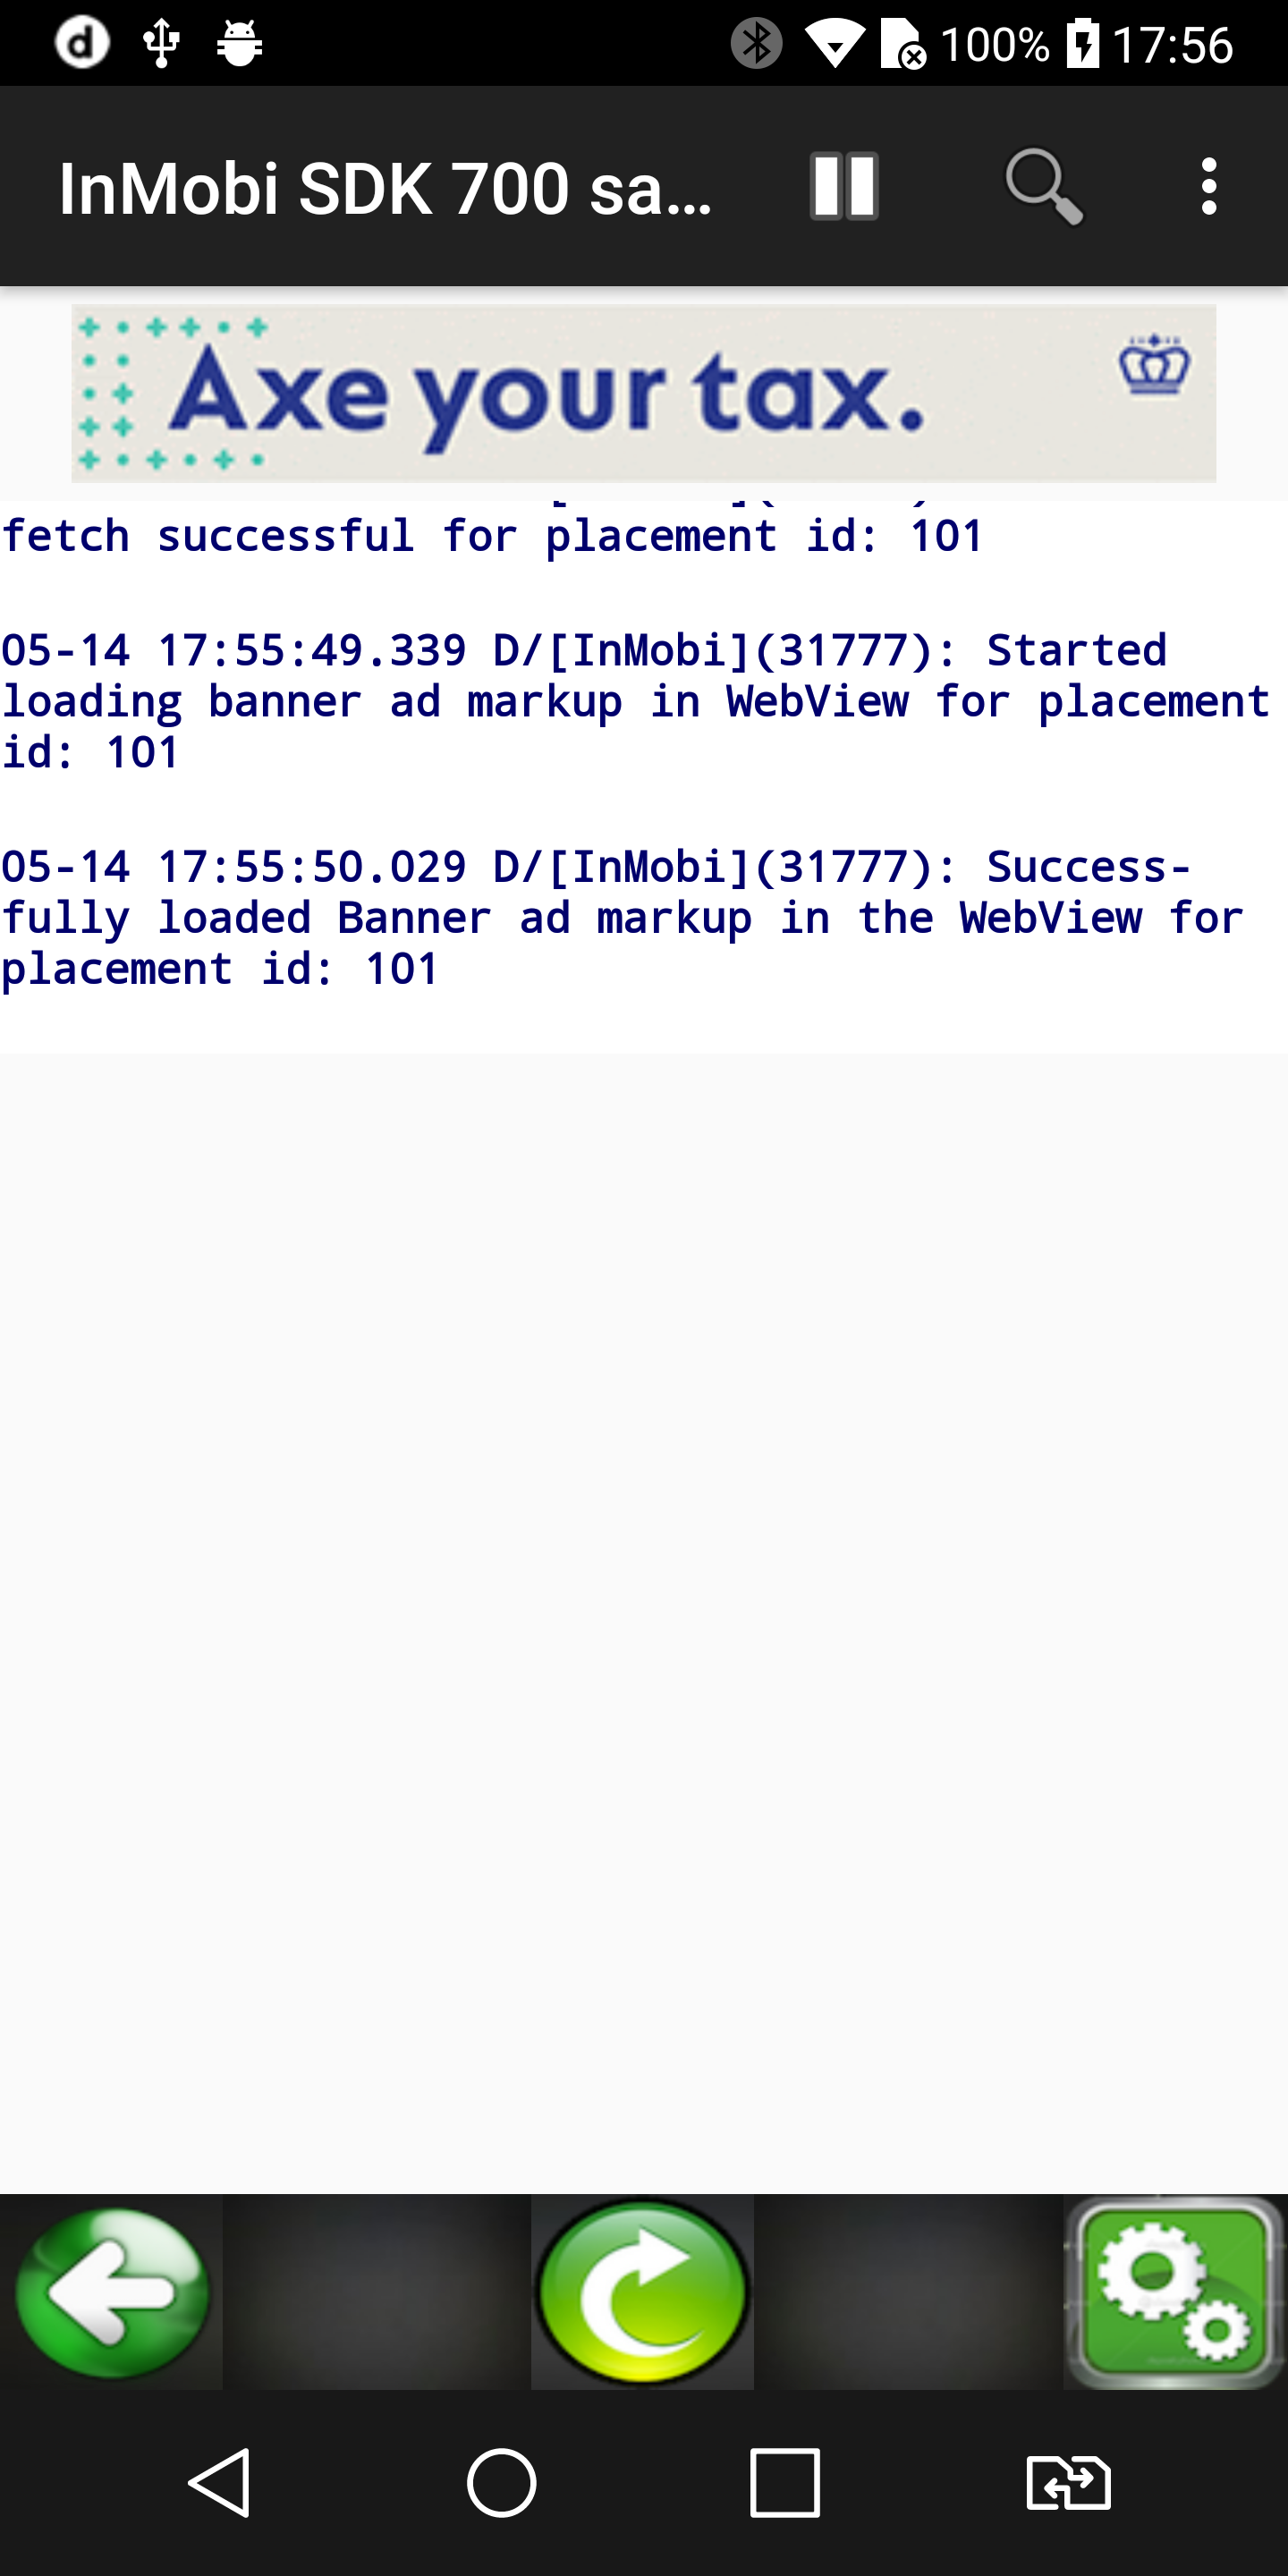 100% 17:56
InMobi SDK 700 sa...
Axe your tax.
fetch successful for placement id: 101
05-14 17:55:49.339 D/[InMobi](31777): Started
loading banner ad markup in WebView for placement
id: 101
05-14 17:55:50.029 D/[InMobi](31777): Success-
fully loaded Banner ad markup in the WebView for
placement id: 101